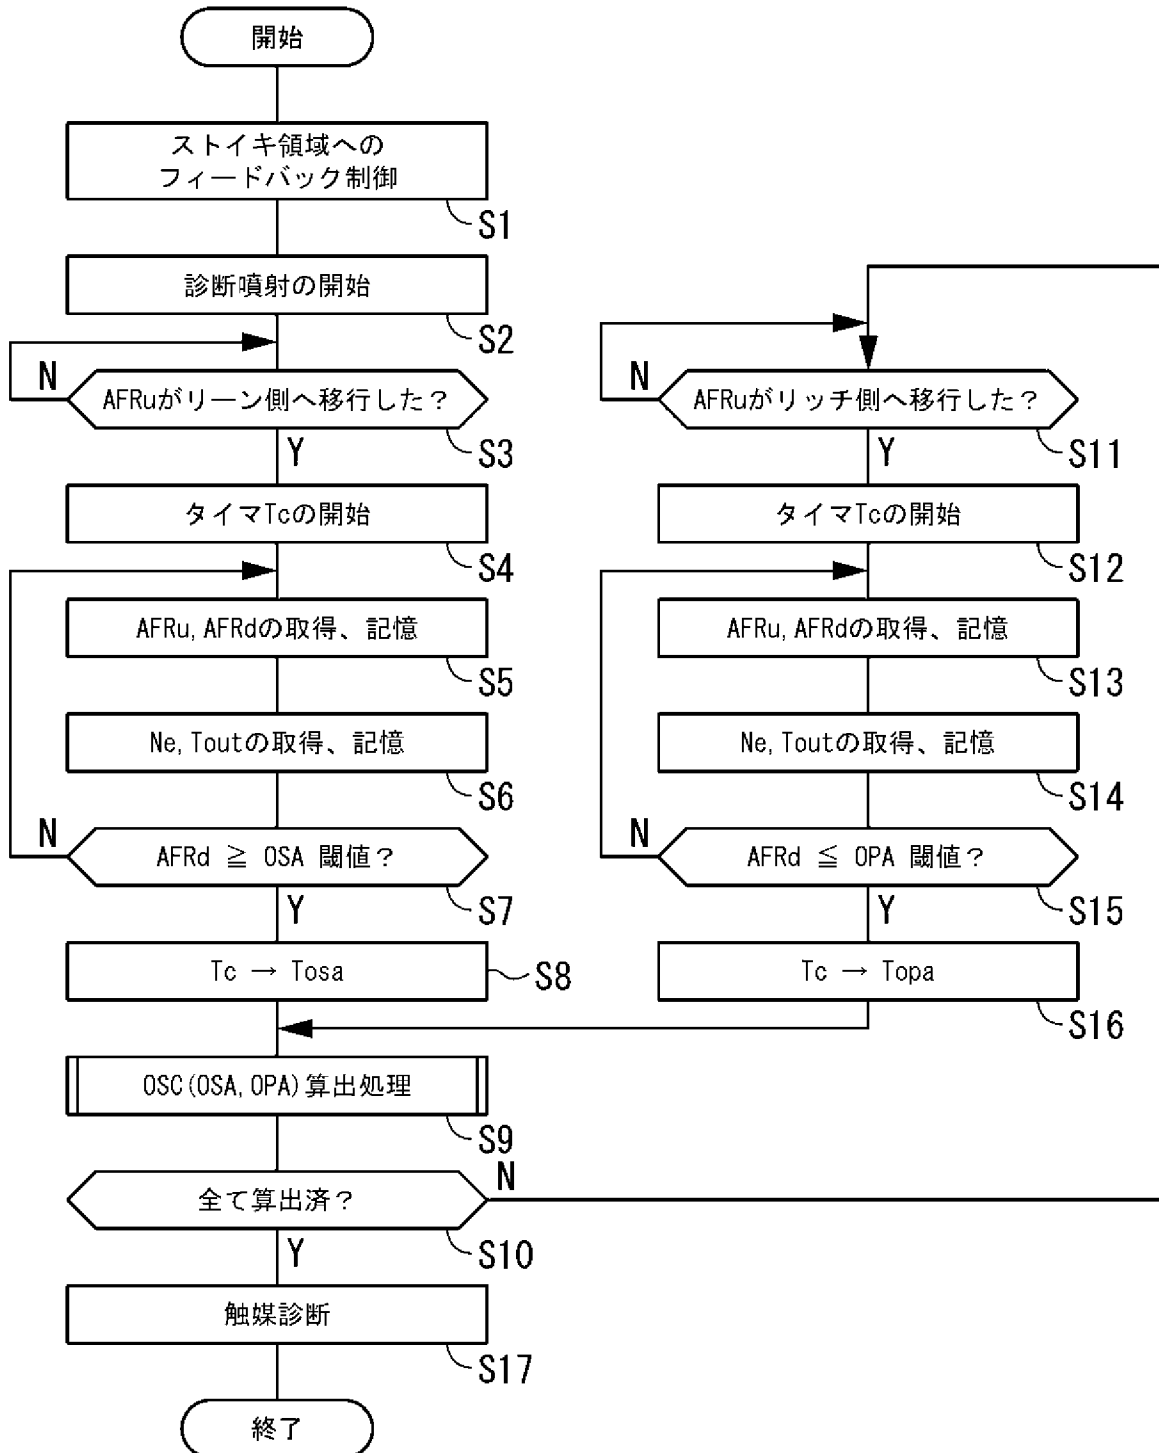 開始
ストイキ領域への
フィードバック制御
S1
診断噴射の開始
S2
N
AFRuがリーン側へ移行した?
S3
Y
タイマTcの開始
S4
AFRu, AFRdの取得、記憶
S5
Ne, Toutの取得、記憶
S6
N
AFRd ≧ OSA 閾値?
S7
Y
Tc → Tosa
S8
OSC(OSA, OPA)算出処理
S9
全て算出済?
N
S10
Y
触媒診断
S17
終了
N
AFRuがリッチ側へ移行した?
S11
Y
タイマTcの開始
S12
AFRu, AFRdの取得、記憶
S13
Ne, Toutの取得、記憶
S14
N
AFRd ≦ OPA 閾値?
S15
Y
Tc → Topa
S16